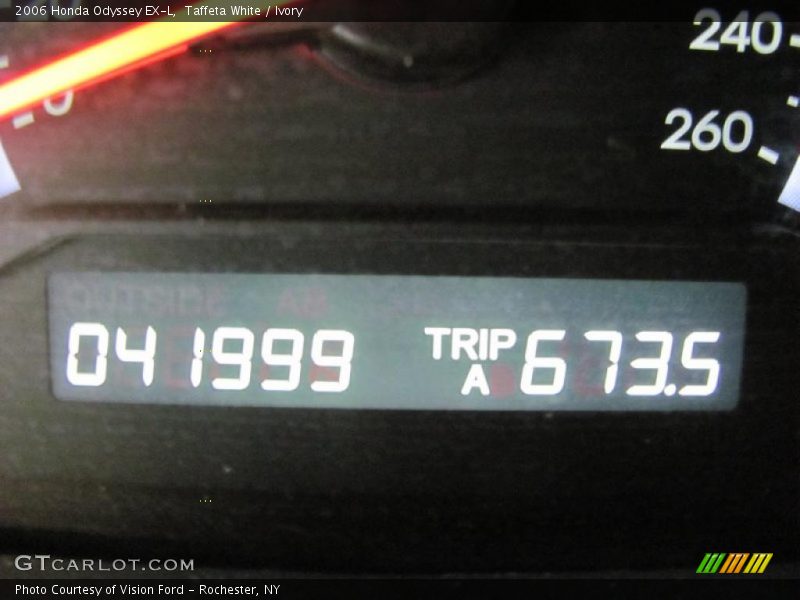 2006 Honda Odyssey EX-L, Taffeta White / Ivory
240
260
041999 TRIP A 673.5
GTCARLOT.COM
Photo Courtesy of Vision Ford - Rochester, NY